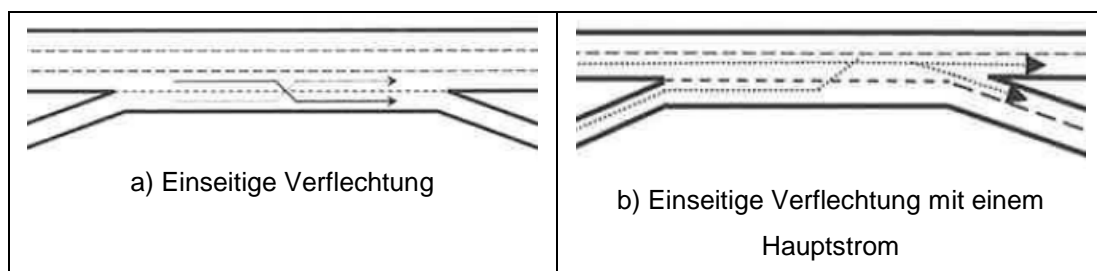 a) Einseitige Verflechtung
b) Einseitige Verflechtung mit einem
Hauptstrom